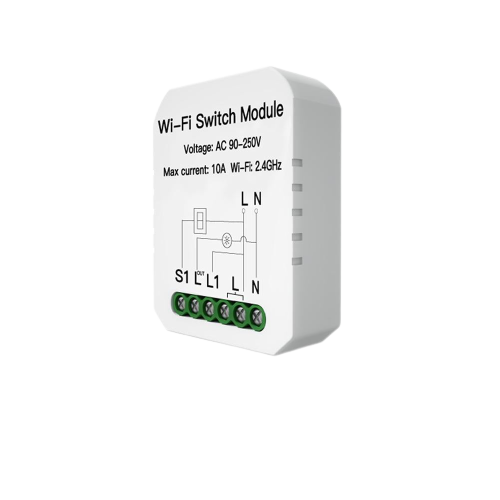 Wi-Fi Switch Module
Voltage: AC 90-250V
Max current: 10A Wi-Fi: 2.4GHz
L N
S1 L OUT L1 L N